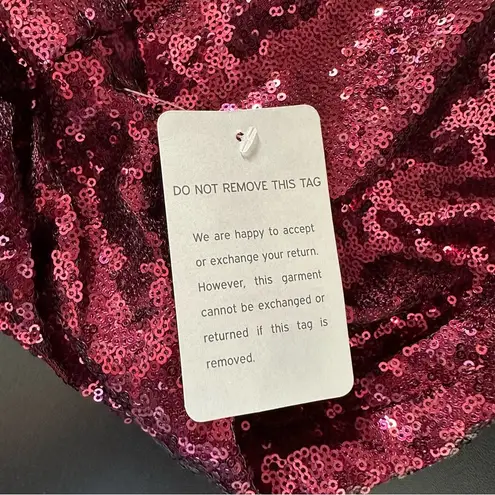 DO NOT REMOVE THIS TAG
We are happy to accept
or exchange your return.
However, this garment
cannot be exchanged or
returned if this tag is
removed.